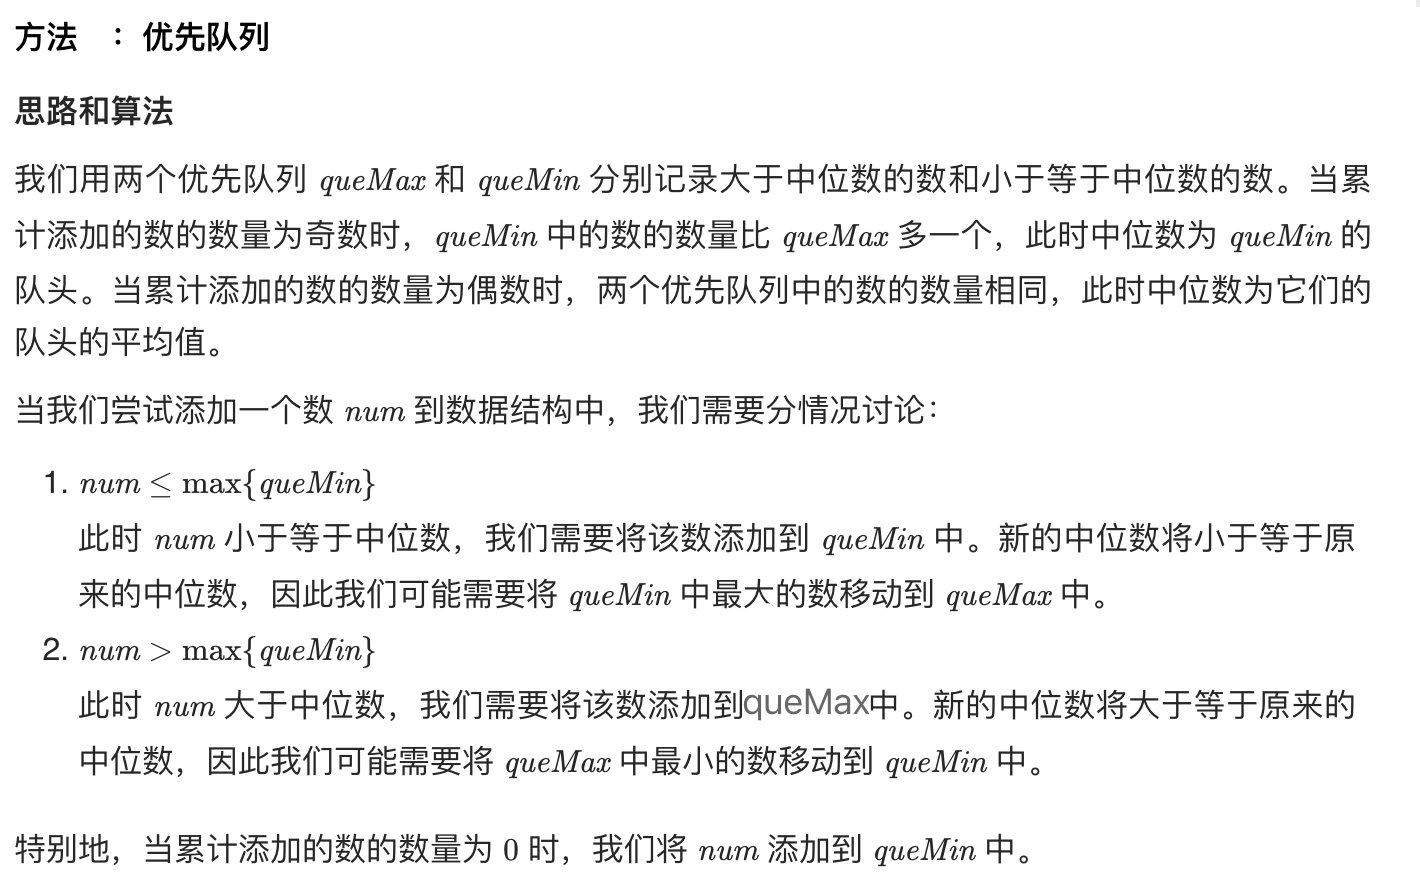 方法 ：优先队列
思路和算法
我们用两个优先队列 queMax 和 queMin 分别记录大于中位数的数和小于等于中位数的数。当累
计添加的数的数量为奇数时，queMin 中的数的数量比 queMax 多一个，此时中位数为 queMin 的
队头。当累计添加的数的数量为偶数时，两个优先队列中的数的数量相同，此时中位数为它们的
队头的平均值。
当我们尝试添加一个数 num 到数据结构中，我们需要分情况讨论：
1. num ≤ max{queMin}
此时 num 小于等于中位数，我们需要将该数添加到 queMin 中。新的中位数将小于等于原
来的中位数，因此我们可能需要将 queMin 中最大的数移动到 queMax 中。
2. num > max{queMin}
此时 num 大于中位数，我们需要将该数添加到queMax中。新的中位数将大于等于原来的
中位数，因此我们可能需要将 queMax 中最小的数移动到 queMin 中。
特别地，当累计添加的数的数量为 0 时，我们将 num 添加到 queMin 中。